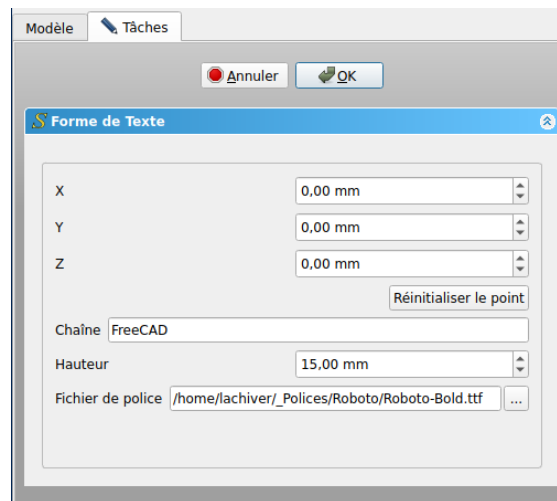 Modèle Tâches
Annuler OK
S Forme de Texte
X 0,00 mm
Y 0,00 mm
Z 0,00 mm
Réinitialiser le point
Chaîne FreeCAD
Hauteur 15,00 mm
Fichier de police /home/lachiver/_Polices/Roboto/Roboto-Bold.ttf ...